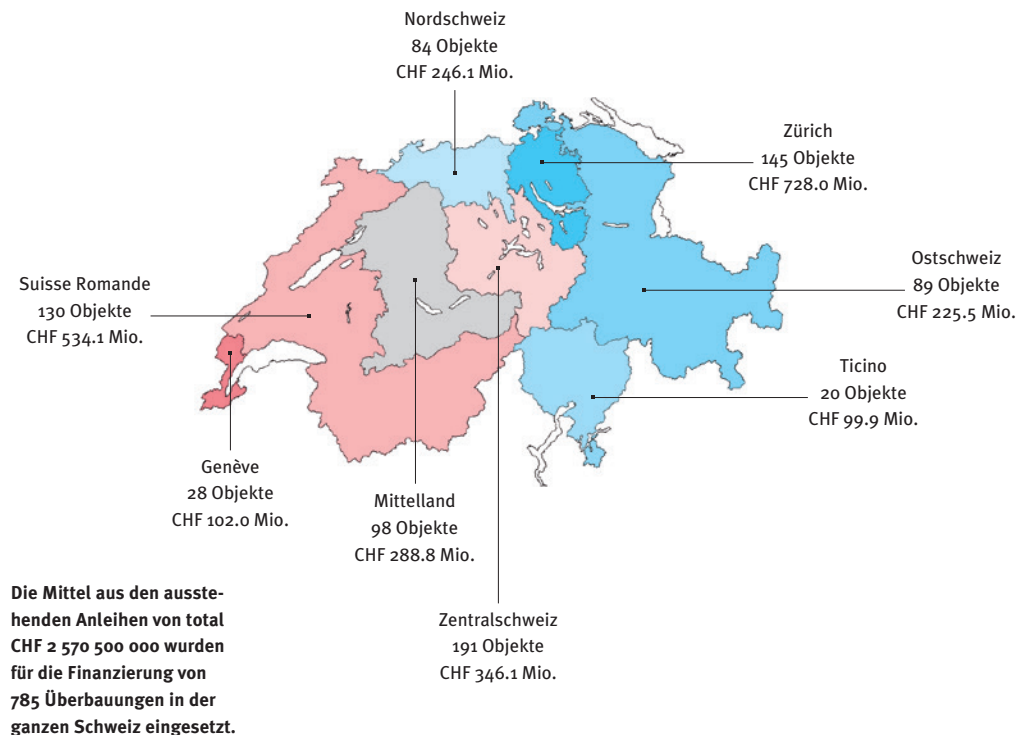 Nordschweiz
84 Objekte
CHF 246.1 Mio.
Zürich
145 Objekte
CHF 728.0 Mio.
Suisse Romande
130 Objekte
CHF 534.1 Mio.
Ostschweiz
89 Objekte
CHF 225.5 Mio.
Ticino
20 Objekte
CHF 99.9 Mio.
Genève
28 Objekte
CHF 102.0 Mio.
Mittelland
98 Objekte
CHF 288.8 Mio.
Zentralschweiz
191 Objekte
CHF 346.1 Mio.
Die Mittel aus den ausste-
henden Anleihen von total
CHF 2 570 500 000 wurden
für die Finanzierung von
785 Überbauungen in der
ganzen Schweiz eingesetzt.